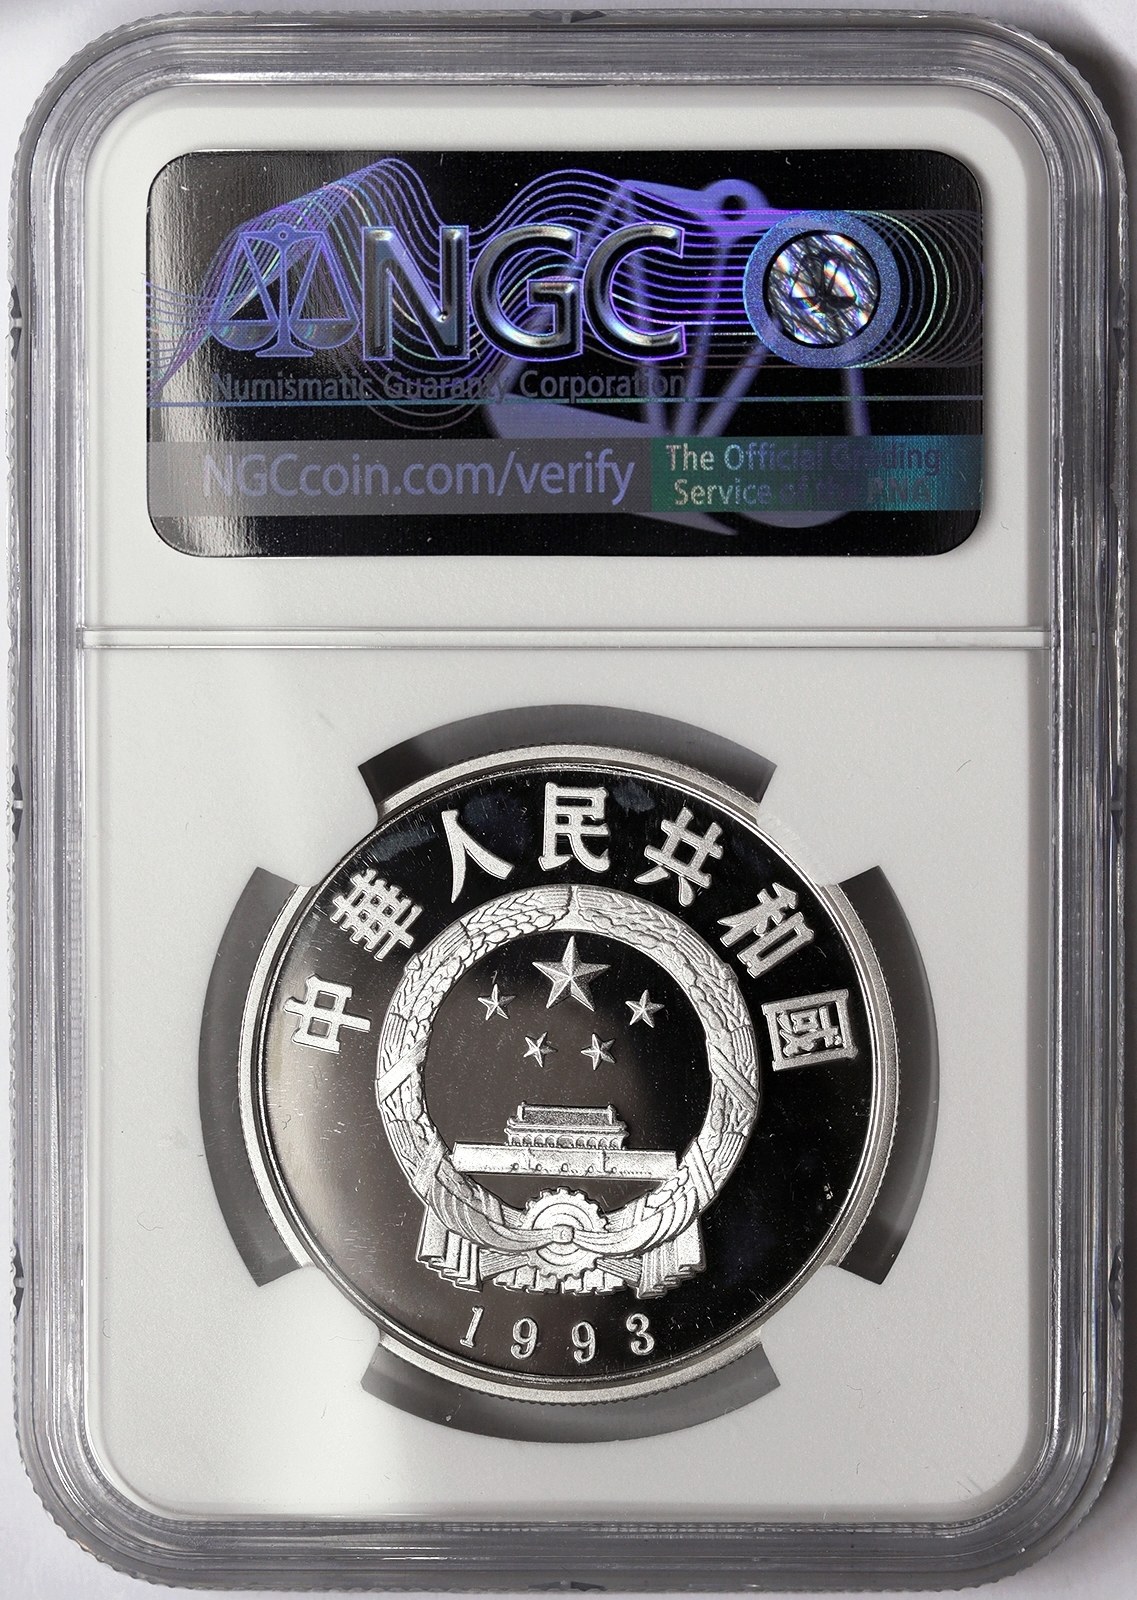 NGC
Numismatic Guaranty Corporation
NGCcoin.com/verify
The Official Grading
Service of the ANA
中華人民共和國
1993